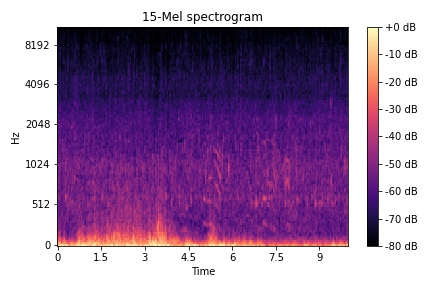 15-Mel spectrogram
Hz
8192
4096
2048
1024
512
0
0 1.5 3 4.5 6 7.5 9
Time
+0 dB
-10 dB
-20 dB
-30 dB
-40 dB
-50 dB
-60 dB
-70 dB
-80 dB